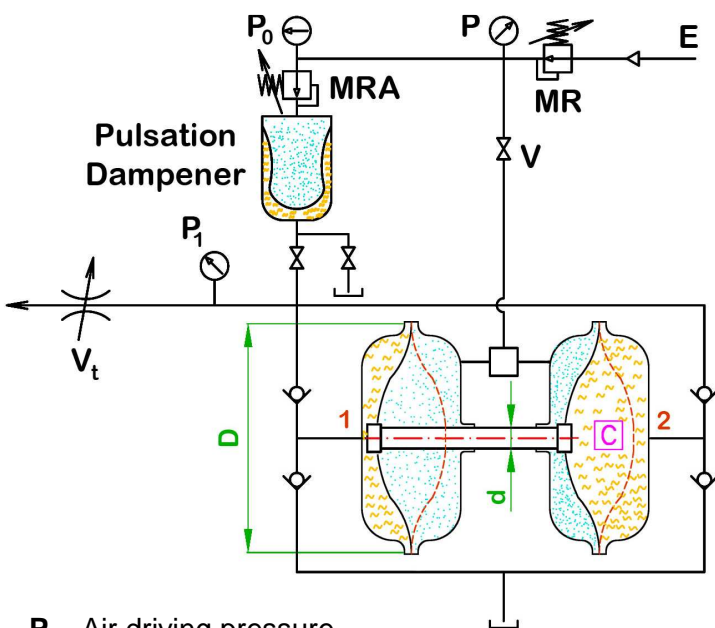 P₀
P
E
MRA
MR
Pulsation
Dampener
V
P₁
Vₜ
1
C
2
D
d
P Air driving pressure